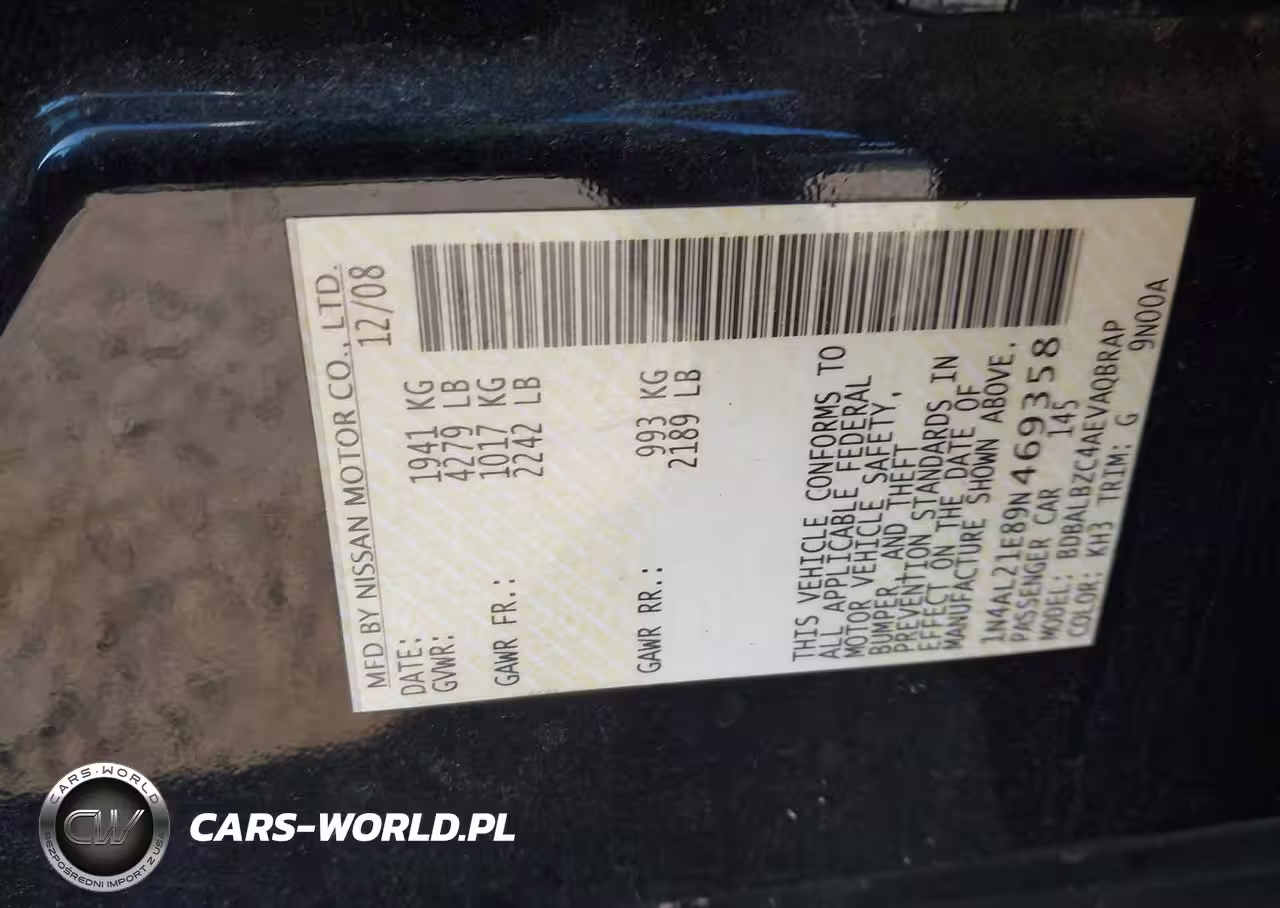 MFD BY NISSAN MOTOR CO., LTD.
DATE: 12/08
GVWR: 1941 KG
4279 LB
GAWR FR.: 1017 KG
2242 LB
GAWR RR.: 993 KG
2189 LB
THIS VEHICLE CONFORMS TO
ALL APPLICABLE FEDERAL
MOTOR VEHICLE SAFETY,
BUMPER, AND THEFT
PREVENTION STANDARDS IN
EFFECT ON THE DATE OF
MANUFACTURE SHOWN ABOVE.
1N4AL21E89N469358
PASSENGER CAR 145
MODEL: BDBALBZC4AEVAQBRAP
COLOR: KH3 TRIM: G 9N00A
CARS-WORLD
CW
BEZPOŚREDNI IMPORT Z USA
CARS-WORLD.PL